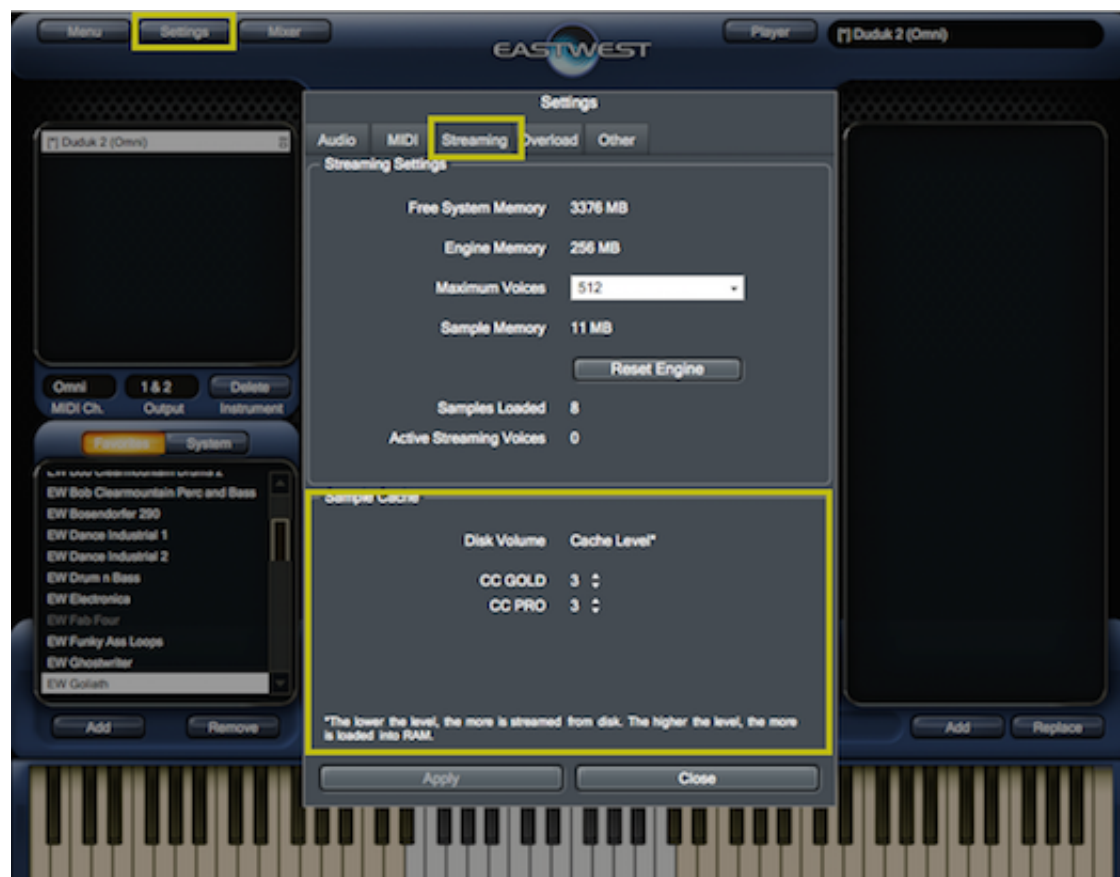 Menu Settings Mixer
EASTWEST
Player [*] Duduk 2 (Omni)
[*] Duduk 2 (Omni)
Omni 1 & 2 Delete
MIDI Ch. Output Instrument
Favorites System
EW Bob Clearmountain Drums 2
EW Bob Clearmountain Perc and Bass
EW Bosendorfer 290
EW Dance Industrial 1
EW Dance Industrial 2
EW Drum n Bass
EW Electronica
EW Fab Four
EW Funky Ass Loops
EW Ghostwriter
EW Goliath
Add Remove
Settings
Audio MIDI Streaming Overload Other
Streaming Settings
Free System Memory 3376 MB
Engine Memory 256 MB
Maximum Voices 512
Sample Memory 11 MB
Reset Engine
Samples Loaded 8
Active Streaming Voices 0
Sample Cache
Disk Volume Cache Level*
CC GOLD 3
CC PRO 3
*The lower the level, the more is streamed from disk. The higher the level, the more
is loaded into RAM.
Apply Close
Add Replace